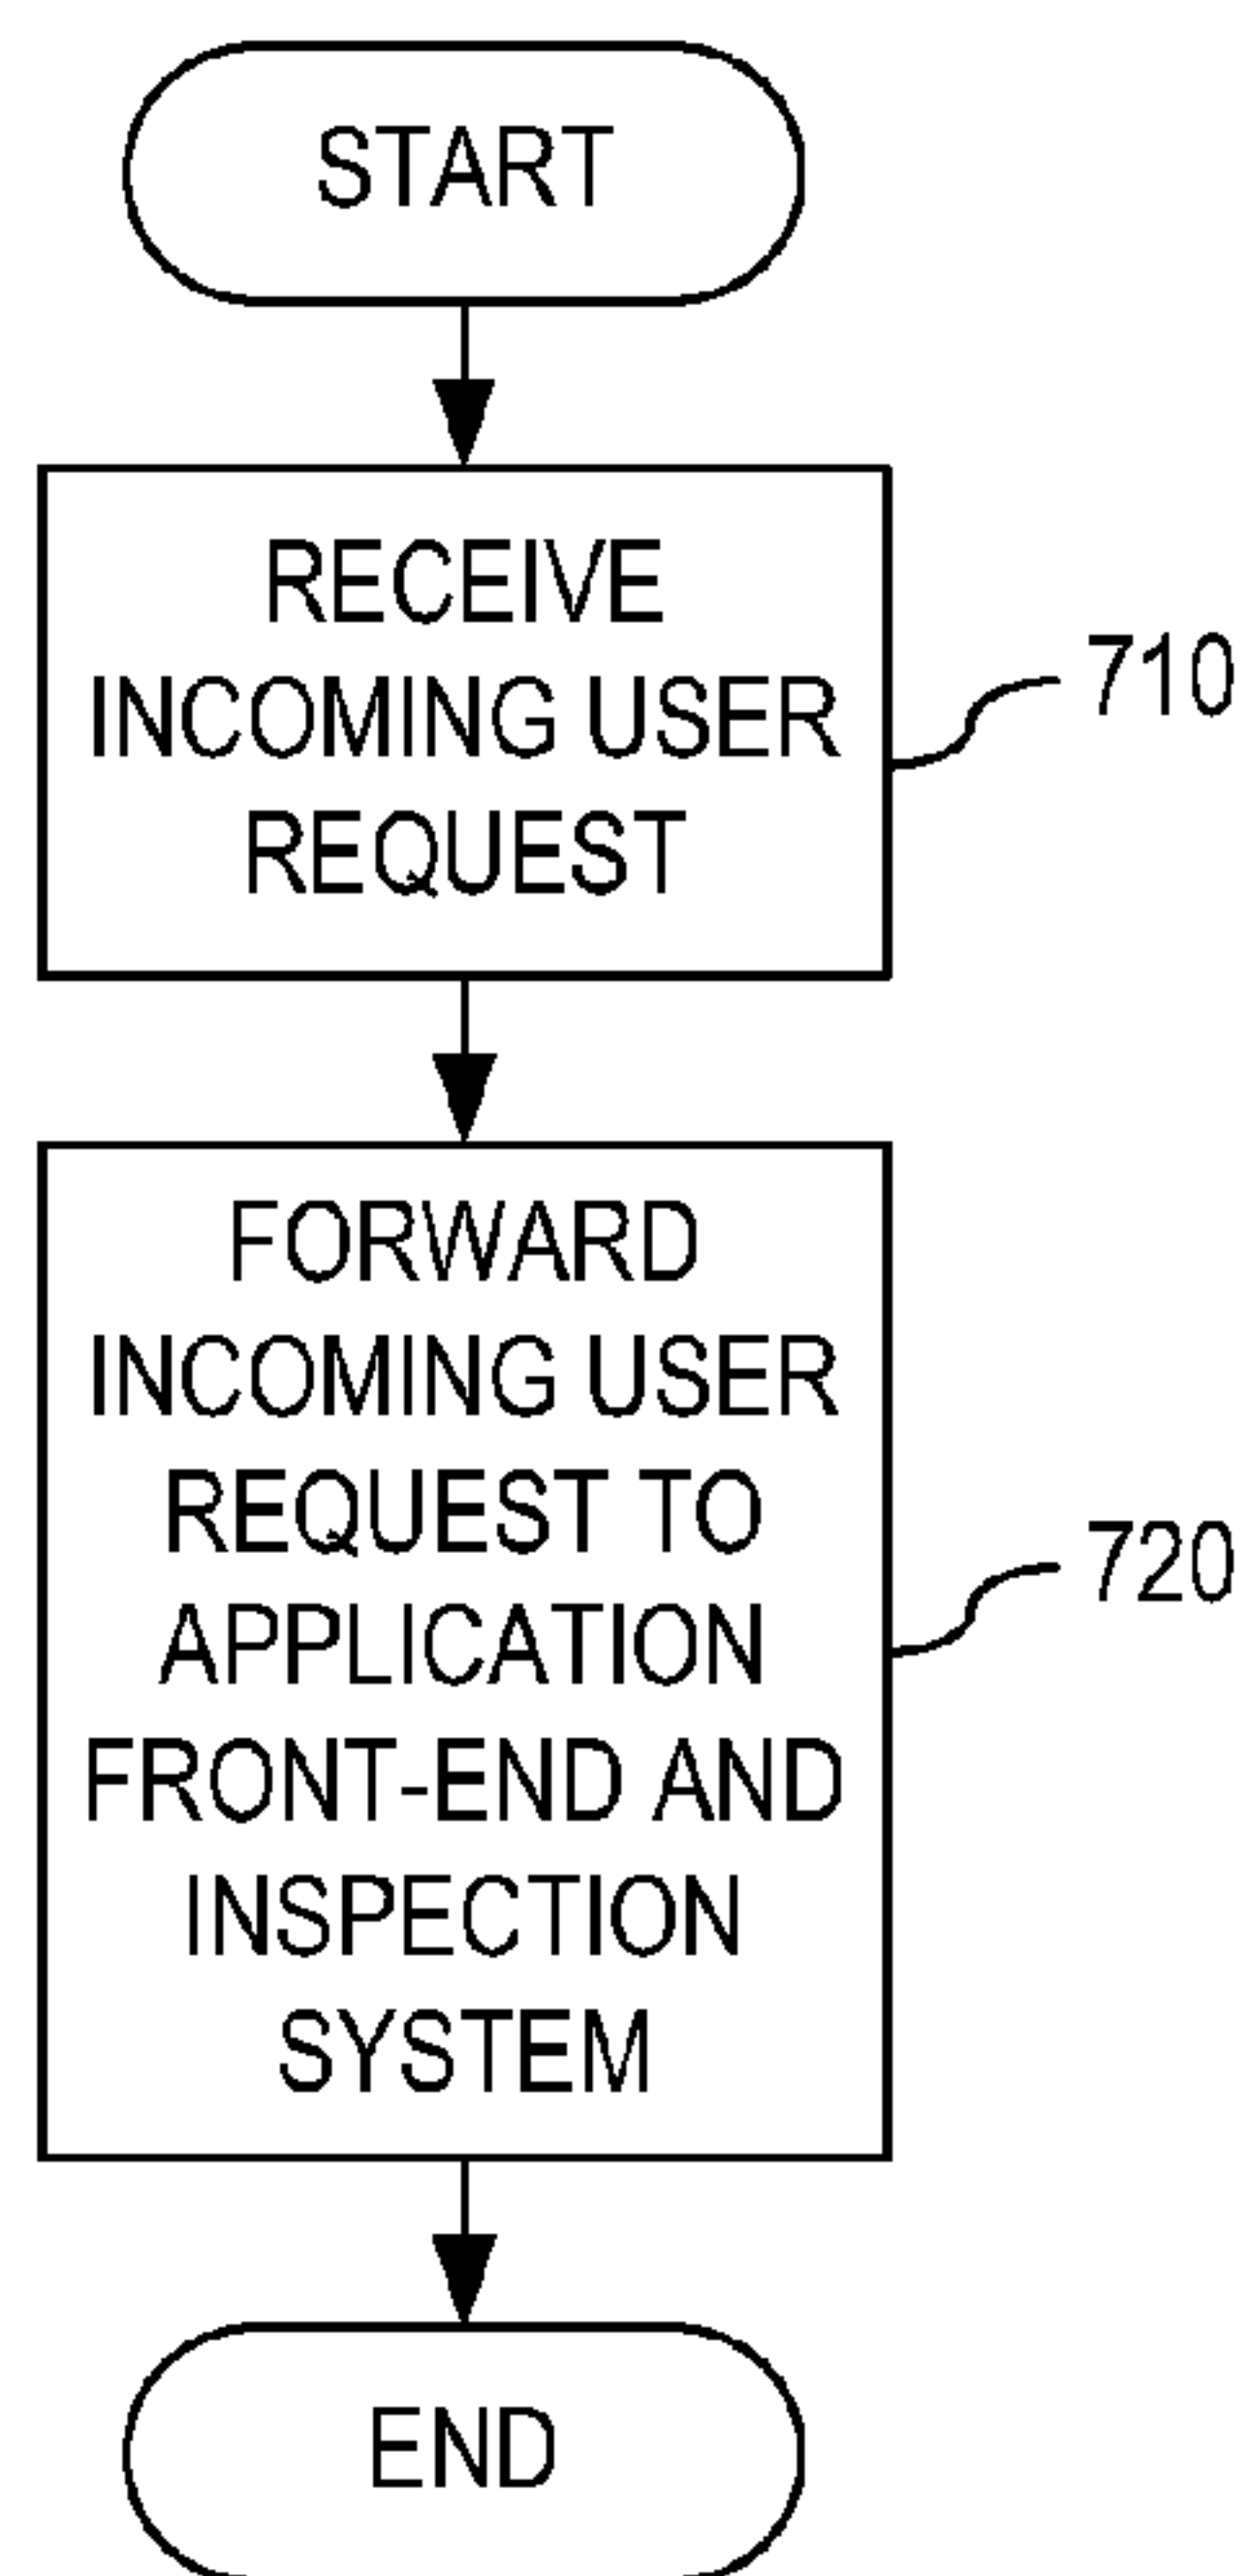 START
RECEIVE
INCOMING USER
REQUEST
710
FORWARD
INCOMING USER
REQUEST TO
APPLICATION
FRONT-END AND
INSPECTION
SYSTEM
720
END